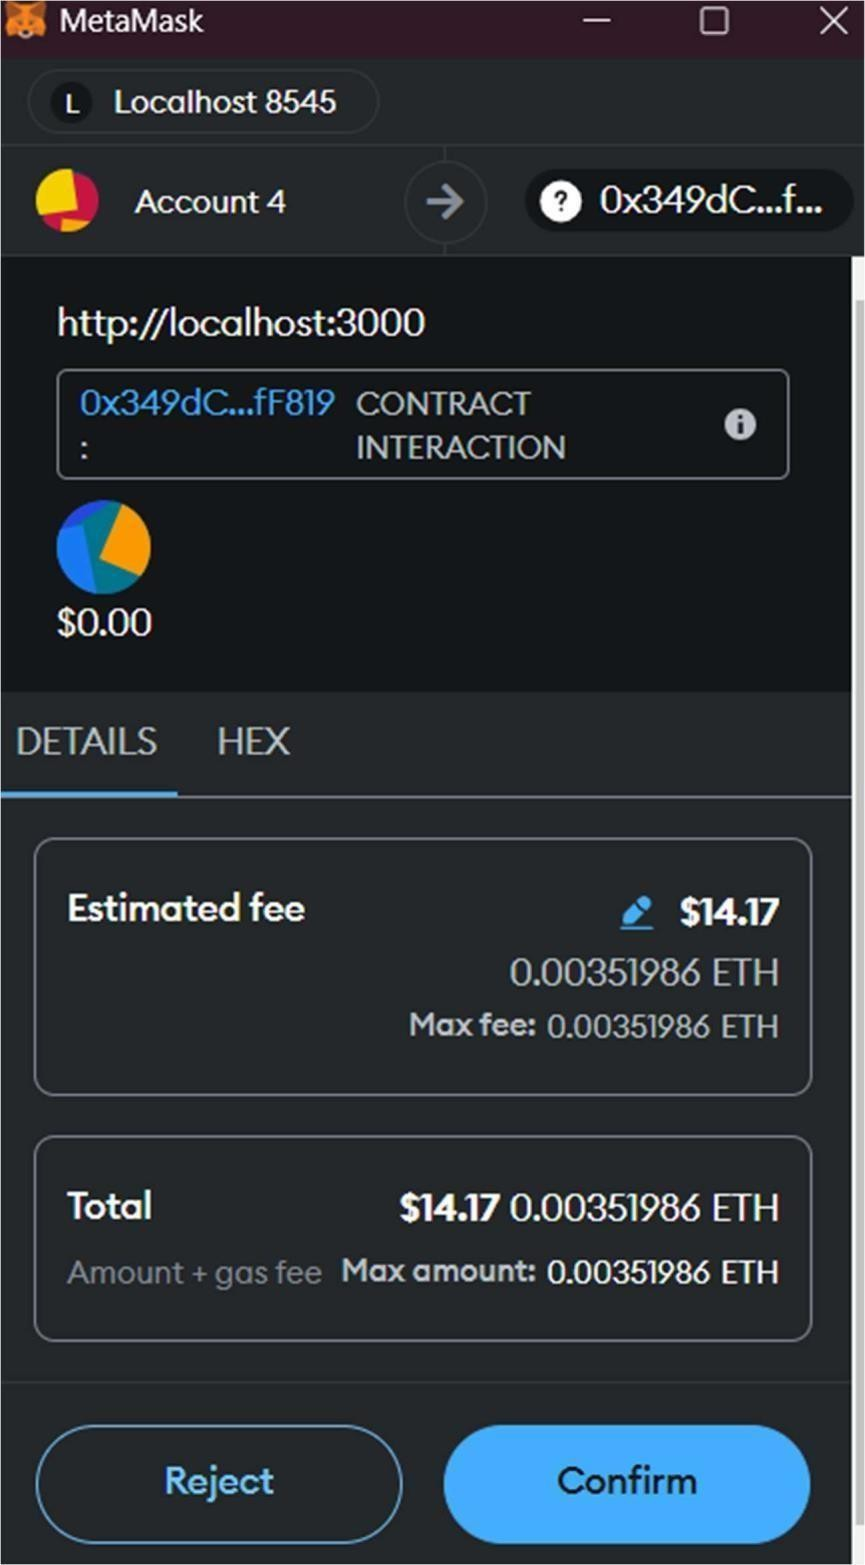 MetaMask
L Localhost 8545
Account 4 ? 0x349dC...f...
http://localhost:3000
0x349dC...fF819 CONTRACT
: INTERACTION
$0.00
DETAILS HEX
Estimated fee $14.17
0.00351986 ETH
Max fee: 0.00351986 ETH
Total $14.17 0.00351986 ETH
Amount + gas fee Max amount: 0.00351986 ETH
Reject Confirm